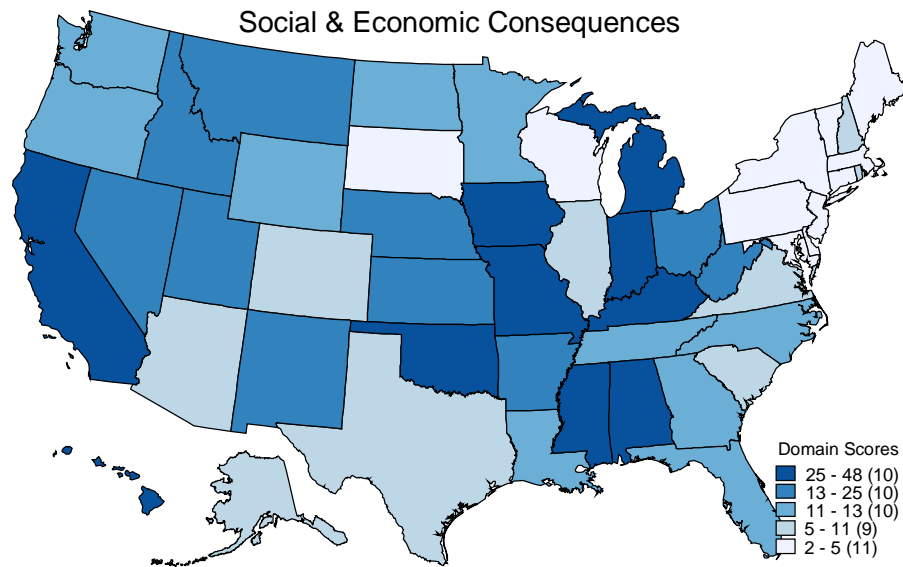 Social & Economic Consequences
Domain Scores
25 - 48 (10)
13 - 25 (10)
11 - 13 (10)
5 - 11 (9)
2 - 5 (11)